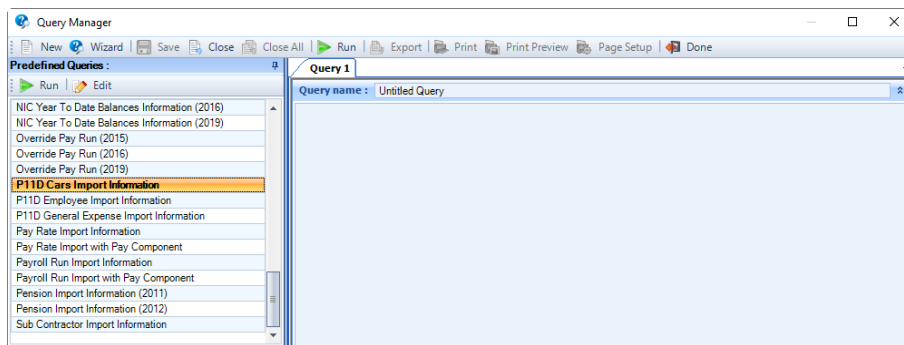 Query Manager
New Wizard Save Close Close All Run Export Print Print Preview Page Setup Done
Predefined Queries :
Query 1
Run Edit
Query name : Untitled Query
NIC Year To Date Balances Information (2016)
NIC Year To Date Balances Information (2019)
Override Pay Run (2015)
Override Pay Run (2016)
Override Pay Run (2019)
P11D Cars Import Information
P11D Employee Import Information
P11D General Expense Import Information
Pay Rate Import Information
Pay Rate Import with Pay Component
Payroll Run Import Information
Payroll Run Import with Pay Component
Pension Import Information (2011)
Pension Import Information (2012)
Sub Contractor Import Information